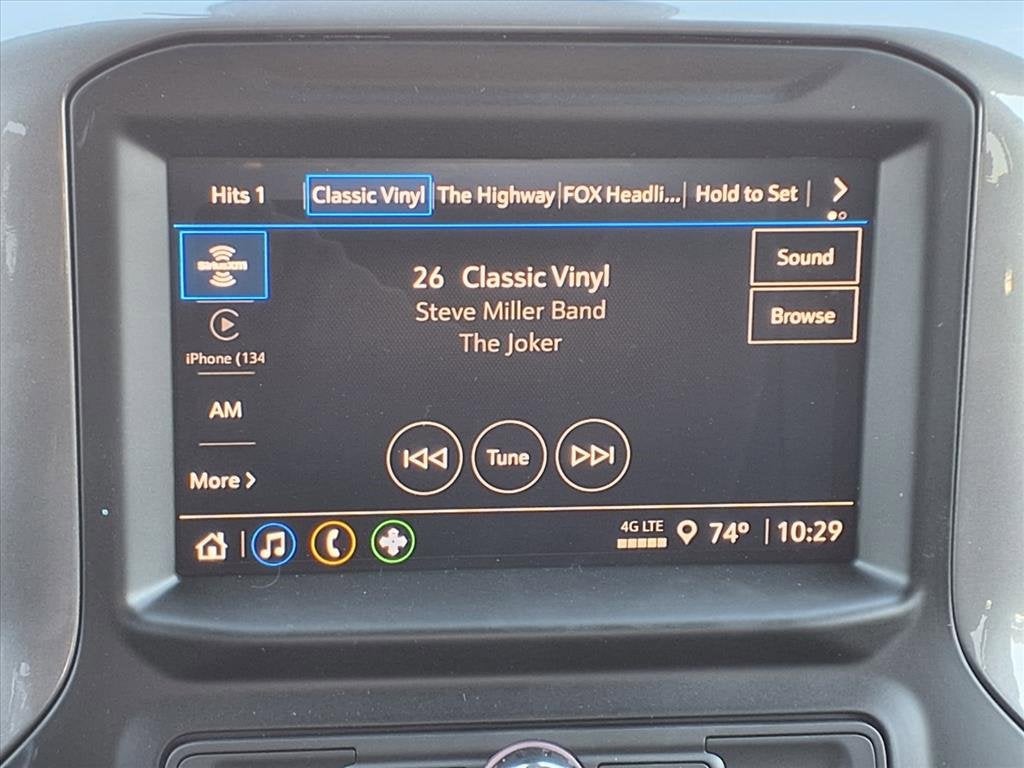 Hits 1 Classic Vinyl The Highway FOX Headli... Hold to Set
SiriusXM
26 Classic Vinyl
Steve Miller Band
The Joker
Sound
Browse
iPhone (134
AM
More
Tune
4G LTE 74° 10:29